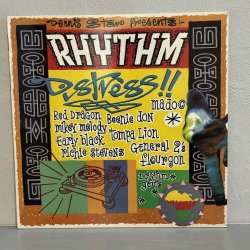 Dennis Star Presents:-
RHYTHM
Distress!!
madoo
Red Dragon Beenie don
mikey melody
Tompa Lion
Early black
General P's
Richie Stevens
flourgon